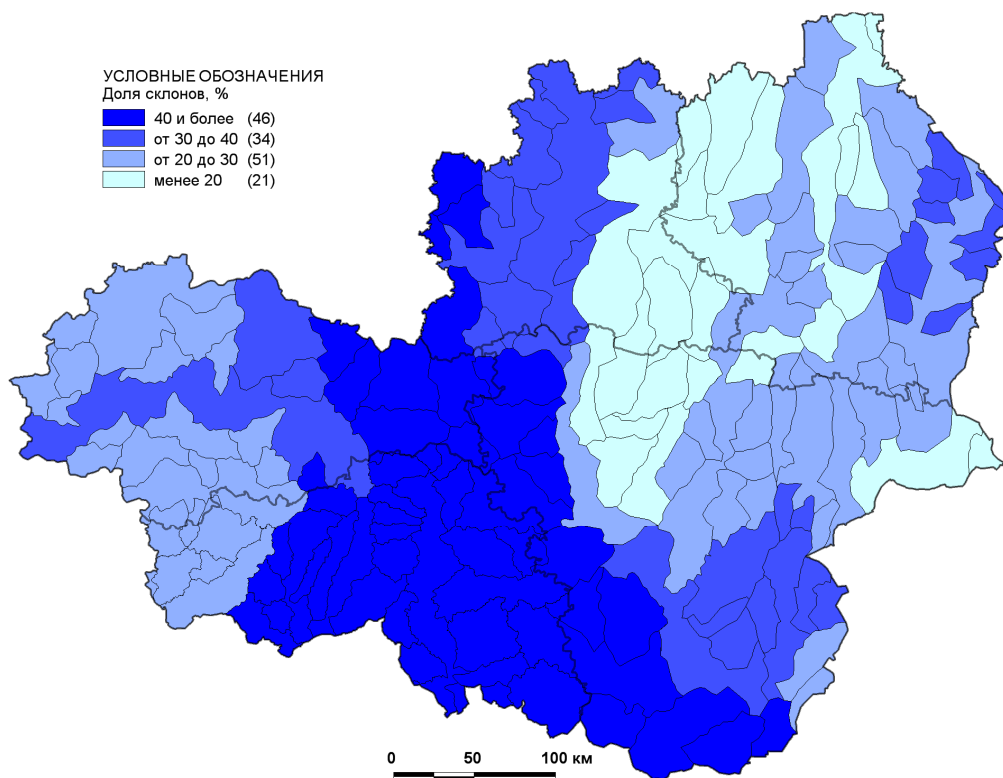 УСЛОВНЫЕ ОБОЗНАЧЕНИЯ
Доля склонов, %
40 и более (46)
от 30 до 40 (34)
от 20 до 30 (51)
менее 20 (21)
0 50 100 км